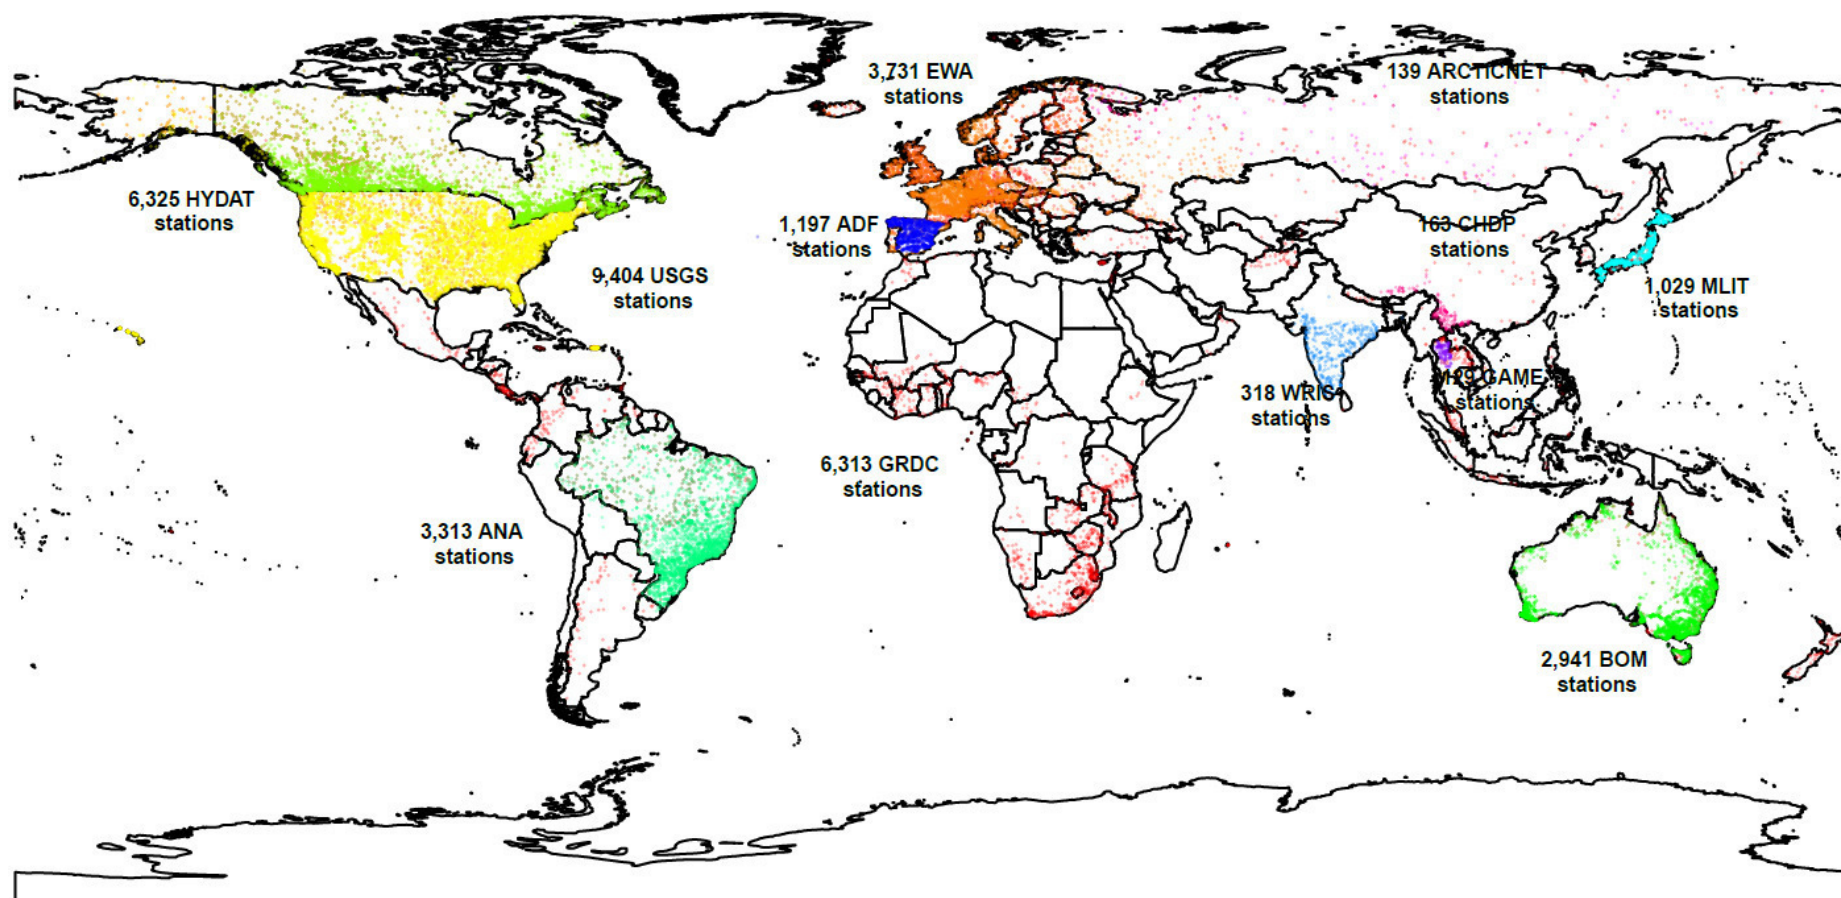 3,731 EWA
stations
139 ARCTICNET
stations
6,325 HYDAT
stations
1,197 ADF
stations
163 CHDP
stations
9,404 USGS
stations
1,029 MLIT
stations
318 WRIS
stations
129 GAME
stations
6,313 GRDC
stations
3,313 ANA
stations
2,941 BOM
stations